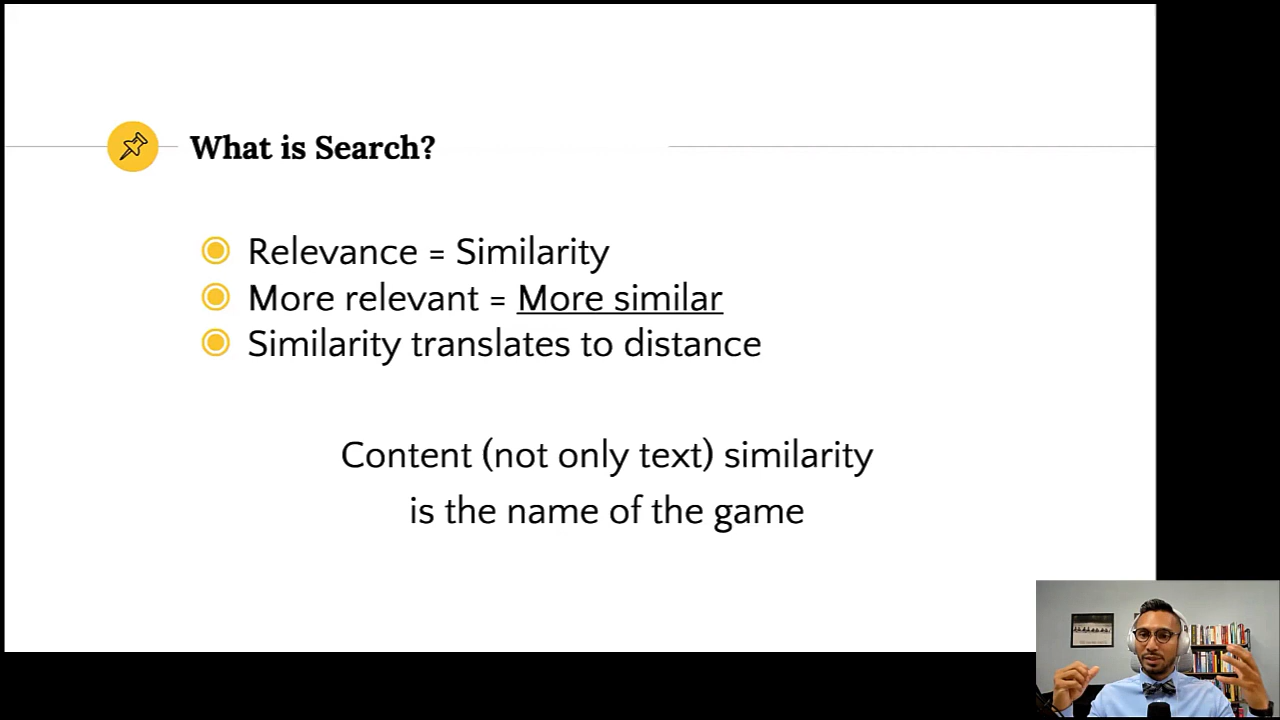 What is Search?
Relevance = Similarity
More relevant = More similar
Similarity translates to distance
Content (not only text) similarity
is the name of the game